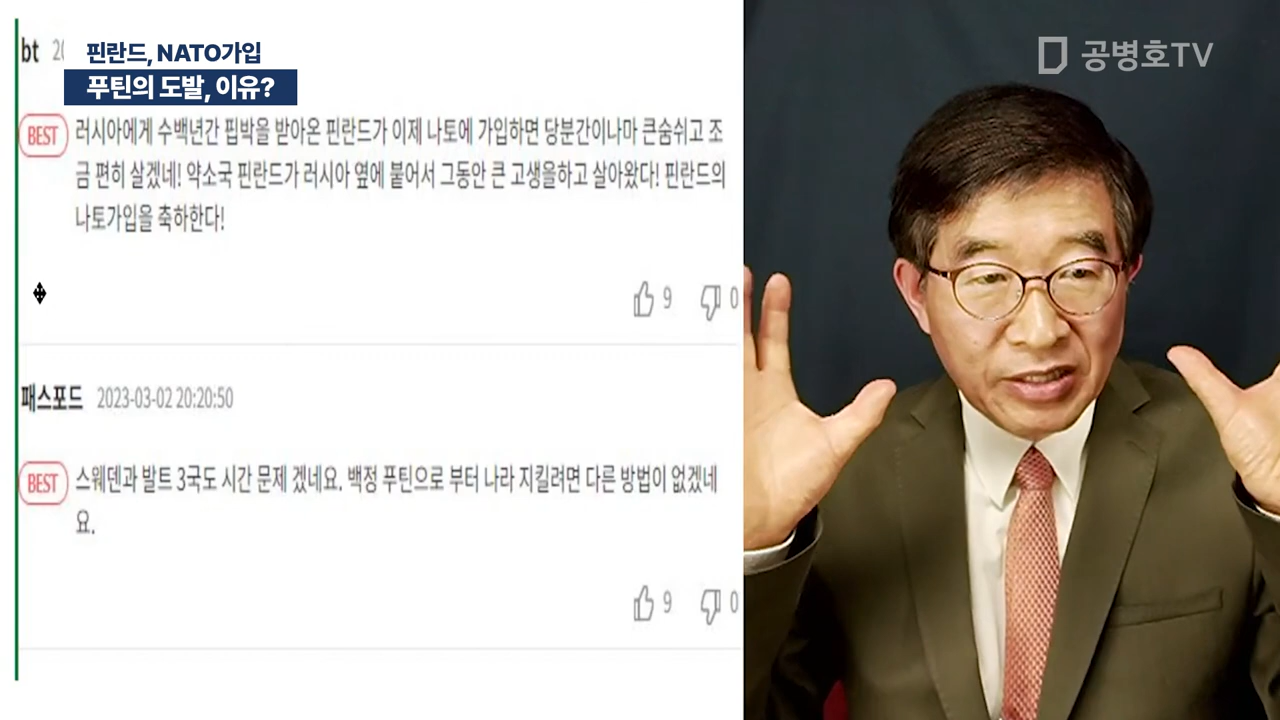 핀란드, NATO가입
푸틴의 도발, 이유?
공병호TV
bt
BEST
러시아에게 수백년간 핍박을 받아온 핀란드가 이제 나토에 가입하면 당분간이나마 큰숨쉬고 조
금 편히 살겠네! 약소국 핀란드가 러시아 옆에 붙어서 그동안 큰 고생을하고 살아왔다! 핀란드의
나토가입을 축하한다!
9 0
패스포드 2023-03-02 20:20:50
BEST
스웨덴과 발트 3국도 시간 문제 겠네요. 백정 푸틴으로 부터 나라 지킬려면 다른 방법이 없겠네
요.
9 0